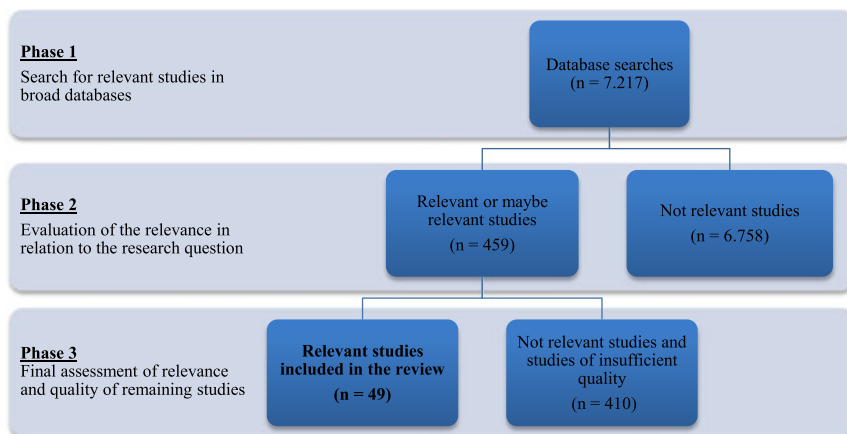 Phase 1
Search for relevant studies in
broad databases
Database searches
(n = 7.217)
Phase 2
Evaluation of the relevance in
relation to the research question
Relevant or maybe
relevant studies
(n = 459)
Not relevant studies
(n = 6.758)
Phase 3
Final assessment of relevance
and quality of remaining studies
Relevant studies
included in the review
(n = 49)
Not relevant studies and
studies of insufficient
quality
(n = 410)